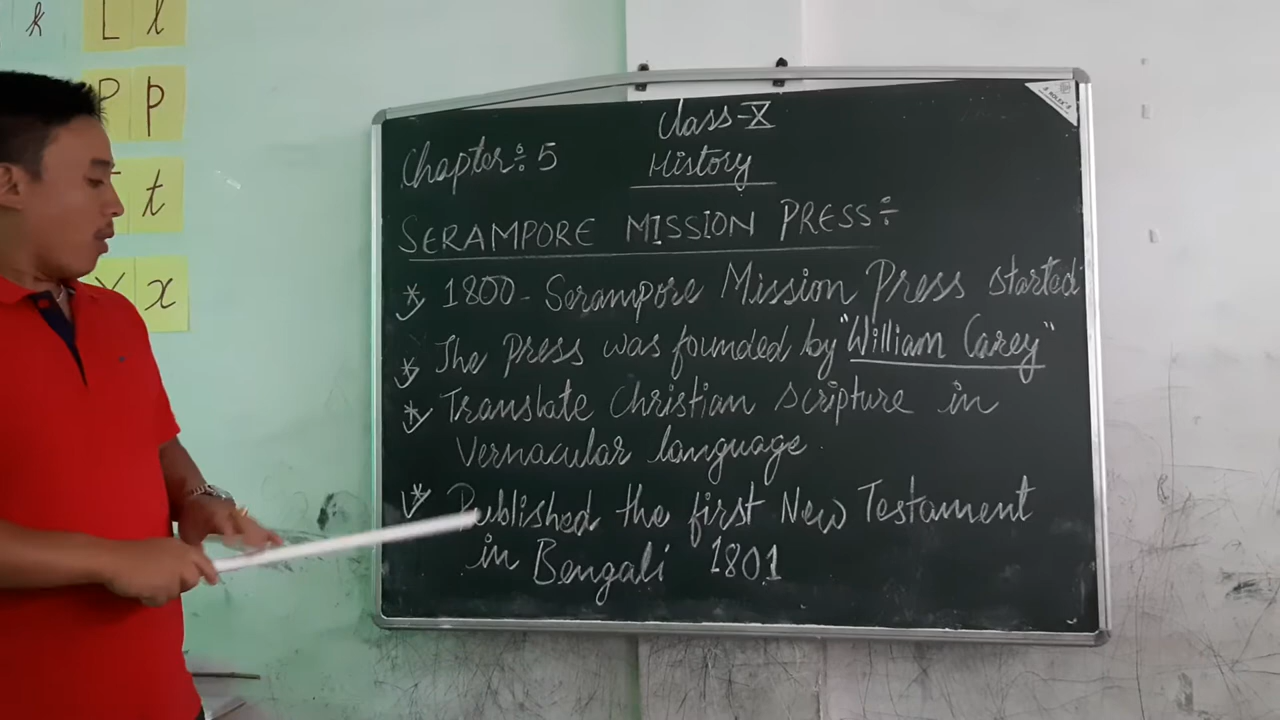 k L l
P p
t
x
Class-X
Chapter÷ 5 History
SERAMPORE MISSION PRESS÷
* 1800- Serampore Mission Press started
* The press was founded by "William Carey"
* Translate Christian scripture in
Vernacular language.
* Published the first New Testament
in Bengali 1801